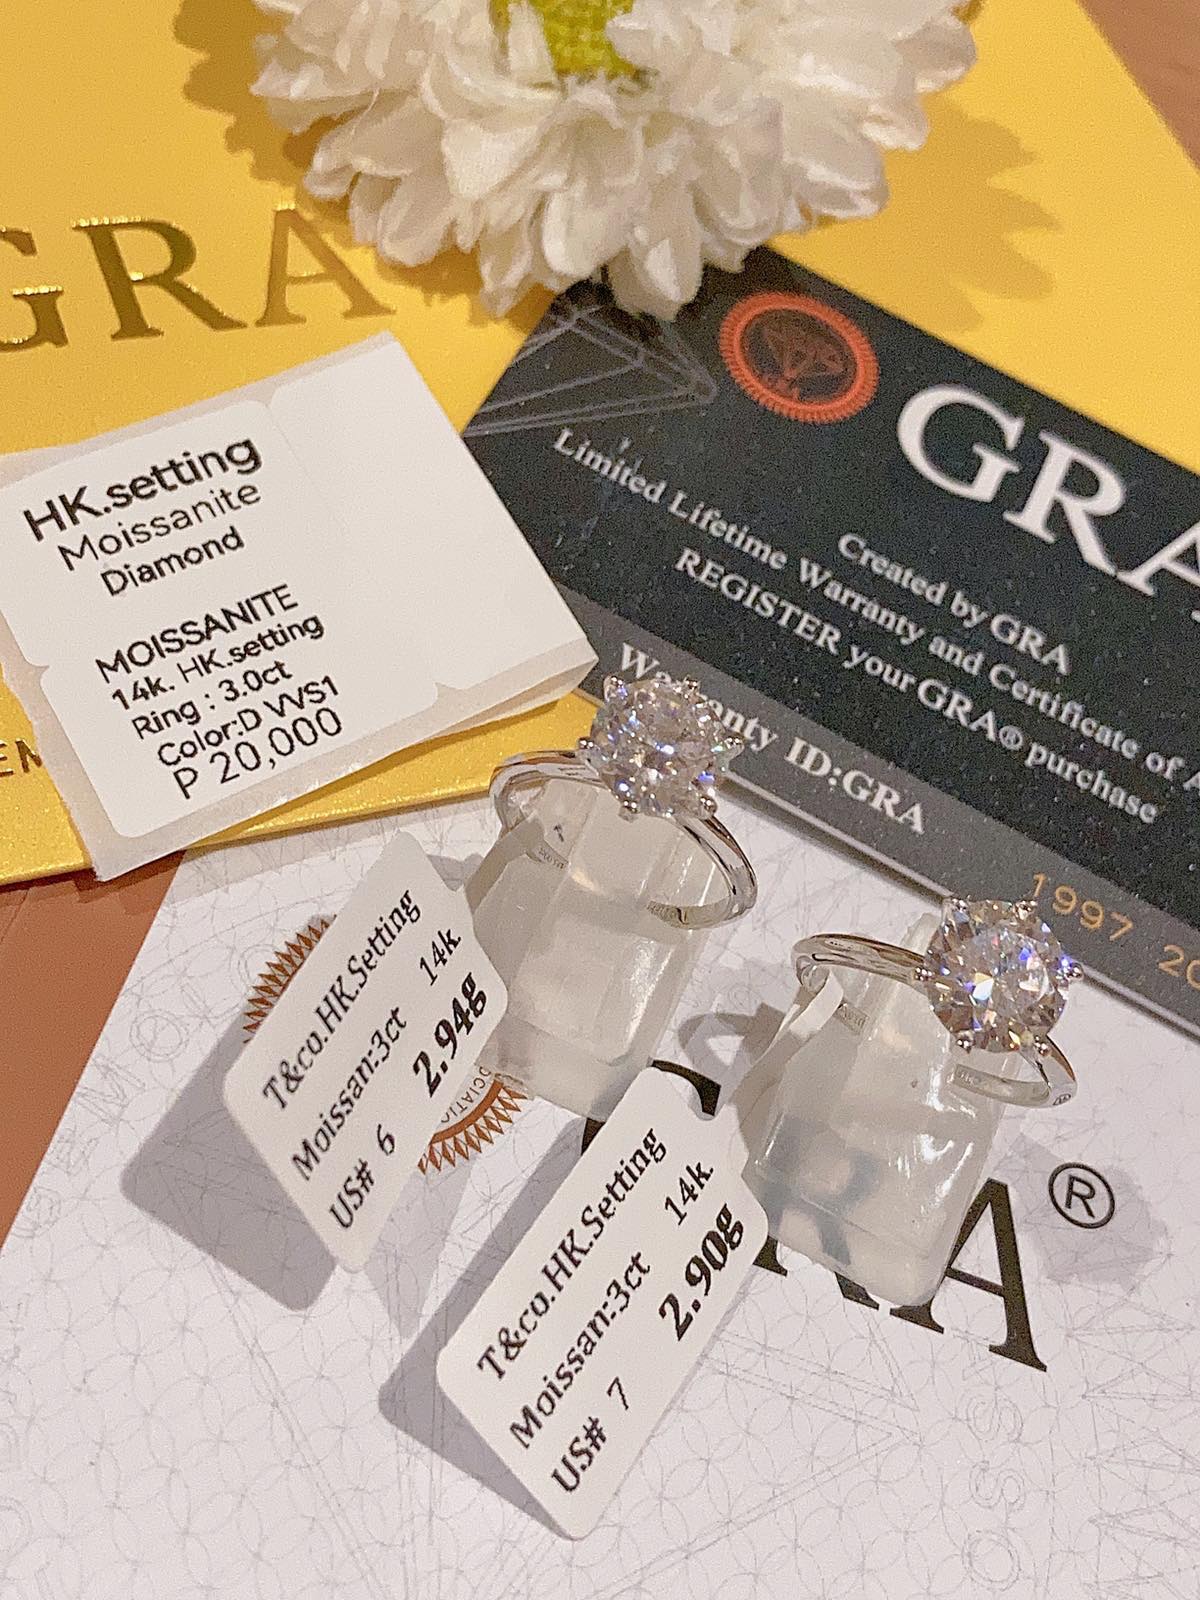 GRA
HK.setting
Moissanite
Diamond
MOISSANITE
14k. HK.setting
Ring : 3.0ct
Color:D VVS1
P 20,000
GRA
Created by GRA
Limited Lifetime Warranty and Certificate of
REGISTER your GRA® purchase
Warranty ID:GRA
1997 20
T&co.HK.Setting
14k.
Moissan:3ct
2.94g
US# 6
T&co.HK.Setting
14k.
Moissan:3ct
2.90g
US# 7
GRA®